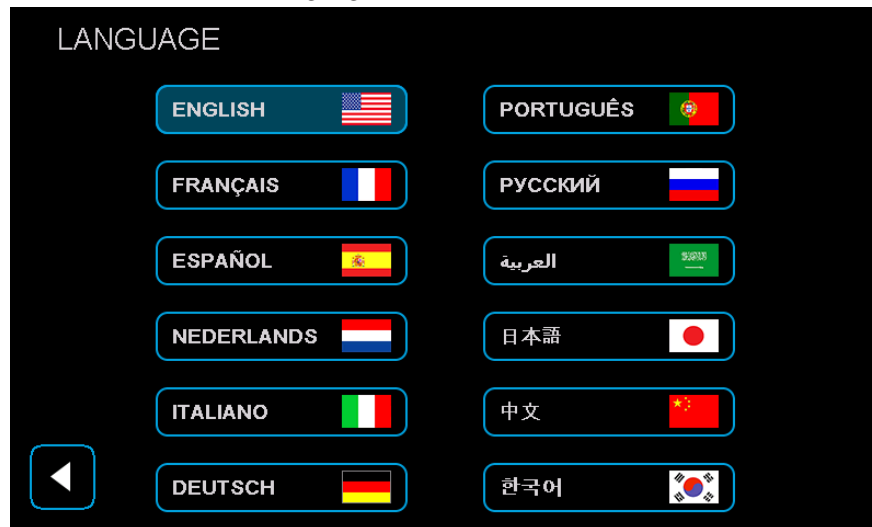 LANGUAGE
ENGLISH
FRANÇAIS
ESPAÑOL
NEDERLANDS
ITALIANO
DEUTSCH
PORTUGUÊS
РУССКИЙ
العربية
日本語
中文
한국어